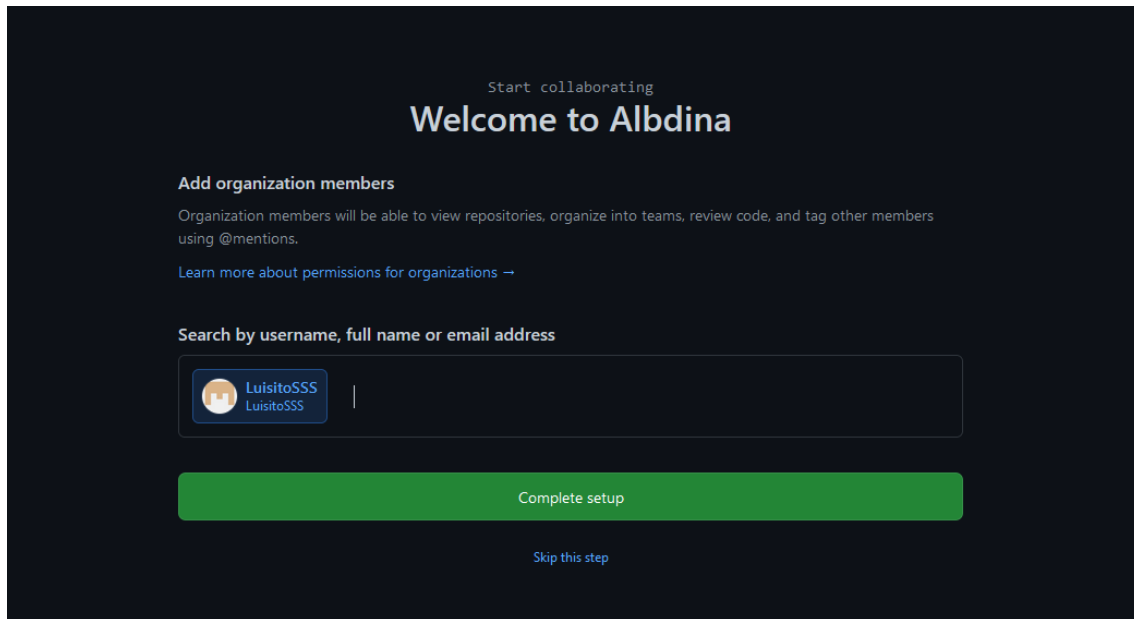 Start collaborating
Welcome to Albdina
Add organization members
Organization members will be able to view repositories, organize into teams, review code, and tag other members
using @mentions.
Learn more about permissions for organizations →
Search by username, full name or email address
LuisitoSSS
LuisitoSSS
Complete setup
Skip this step